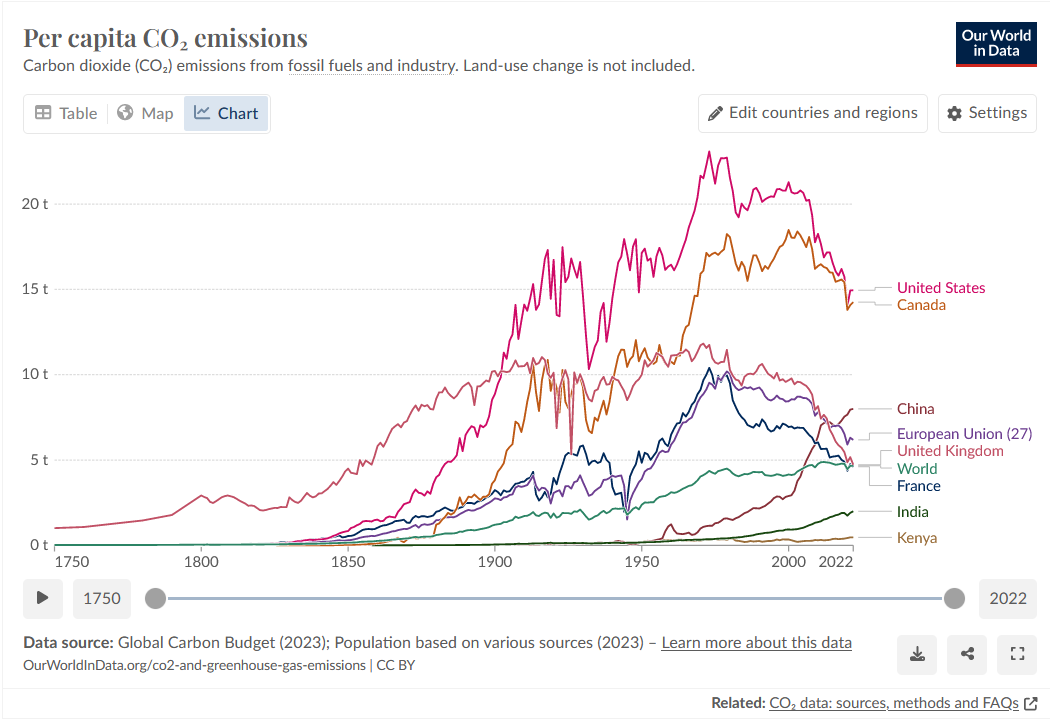 Per capita CO₂ emissions
Our World
in Data
Carbon dioxide (CO₂) emissions from fossil fuels and industry. Land-use change is not included.
Table
Map
Chart
Edit countries and regions
Settings
20 t
15 t
10 t
5 t
0 t
United States
Canada
China
European Union (27)
United Kingdom
World
France
India
Kenya
1750
1800
1850
1900
1950
2000
2022
1750
2022
Data source: Global Carbon Budget (2023); Population based on various sources (2023) – Learn more about this data
OurWorldInData.org/co2-and-greenhouse-gas-emissions | CC BY
Related: CO₂ data: sources, methods and FAQs